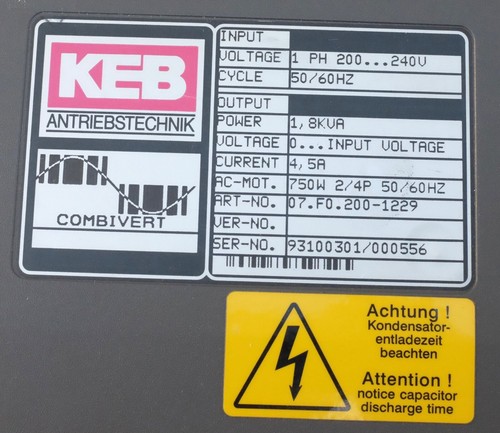 KEB
ANTRIEBSTECHNIK
COMBIVERT
INPUT
VOLTAGE 1 PH 200...240V
CYCLE 50/60HZ
OUTPUT
POWER 1,8KVA
VOLTAGE 0...INPUT VOLTAGE
CURRENT 4,5A
AC-MOT. 750W 2/4P 50/60HZ
ART-NO. 07.F0.200-1229
VER-NO.
SER-NO. 93100301/000556
Achtung !
Kondensator-
entladezeit
beachten
Attention !
notice capacitor
discharge time